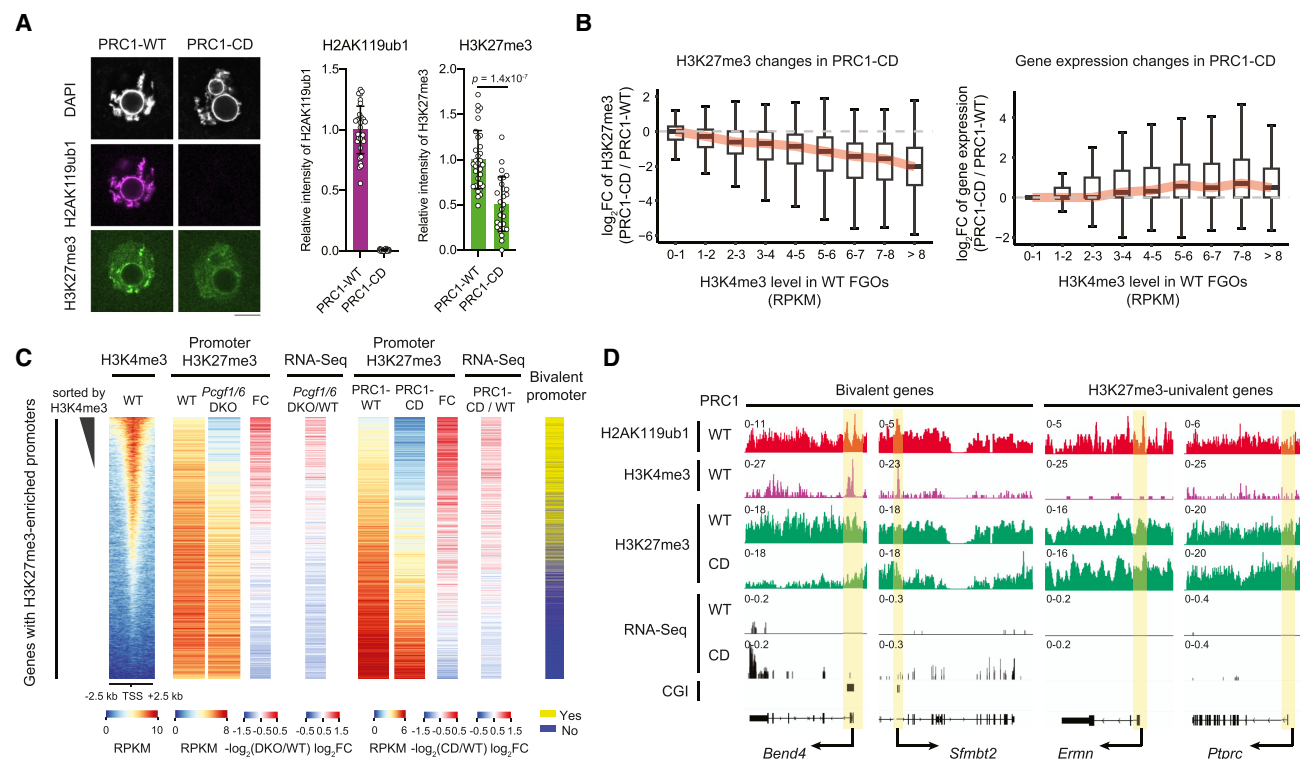 A
PRC1-WT PRC1-CD
DAPI
H2AK119ub1
H3K27me3
H2AK119ub1
Relative intensity of H2AK119ub1
1.5
1.0
0.5
0
PRC1-WT
PRC1-CD
H3K27me3
p = 1.4x10-7
Relative intensity of H3K27me3
2.0
1.5
1.0
0.5
0
PRC1-WT
PRC1-CD
B
H3K27me3 changes in PRC1-CD
log2FC of H3K27me3
(PRC1-CD / PRC1-WT)
2
0
−2
−4
−6
0-1 1-2 2-3 3-4 4-5 5-6 6-7 7-8 > 8
H3K4me3 level in WT FGOs
(RPKM)
Gene expression changes in PRC1-CD
log2FC of gene expression
(PRC1-CD / PRC1-WT)
4
2
0
−2
0-1 1-2 2-3 3-4 4-5 5-6 6-7 7-8 > 8
H3K4me3 level in WT FGOs
(RPKM)
C
H3K4me3
Promoter
H3K27me3
RNA-Seq
Promoter
H3K27me3
RNA-Seq
Bivalent
promoter
sorted by
H3K4me3
WT
WT
Pcgf1/6
DKO
FC
Pcgf1/6
DKO/WT
PRC1-
WT
PRC1-
CD
FC
PRC1-
CD / WT
Genes with H3K27me3-enriched promoters
-2.5 kb TSS +2.5 kb
0 10
RPKM
0 8
RPKM
-1.5 -0.5 0.5
-log2(DKO/WT)
-1.5 -0.5 0.5 1.5
log2FC
0 6
RPKM
-1.5 -0.5 0.5
-log2(CD/WT)
-1.5 -0.5 0.5 1.5
log2FC
Yes
No
D
Bivalent genes
H3K27me3-univalent genes
PRC1
H2AK119ub1 WT 0-11 0-5 0-5 0-6
H3K4me3 WT 0-27 0-23 0-25 0-25
H3K27me3
WT 0-18 0-18 0-16 0-20
CD 0-18 0-18 0-16 0-20
RNA-Seq
WT 0-0.2 0-0.3 0-0.2 0-0.4
CD 0-0.2 0-0.3 0-0.2 0-0.4
CGI
Bend4 Sfmbt2 Ermn Ptprc